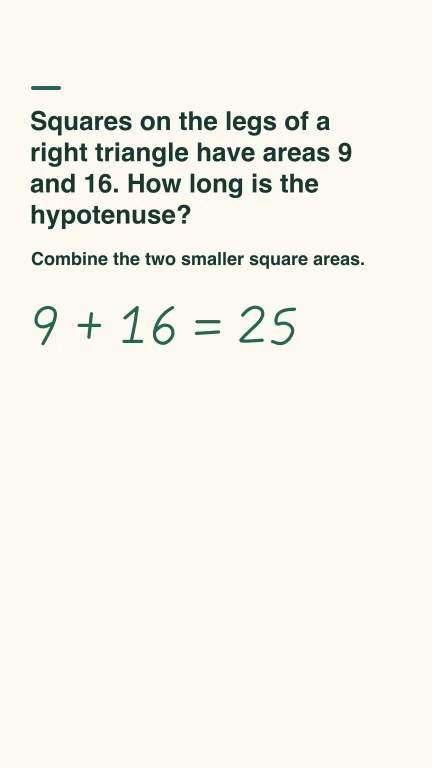 Squares on the legs of a
right triangle have areas 9
and 16. How long is the
hypotenuse?
Combine the two smaller square areas.
9 + 16 = 25